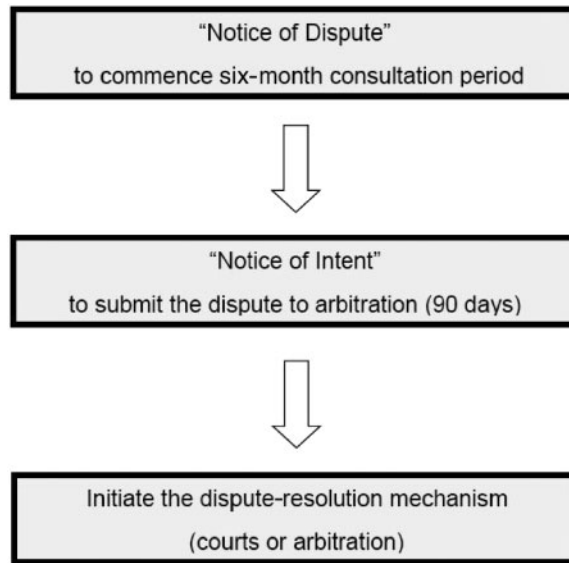 “Notice of Dispute”
to commence six-month consultation period
“Notice of Intent”
to submit the dispute to arbitration (90 days)
Initiate the dispute-resolution mechanism
(courts or arbitration)